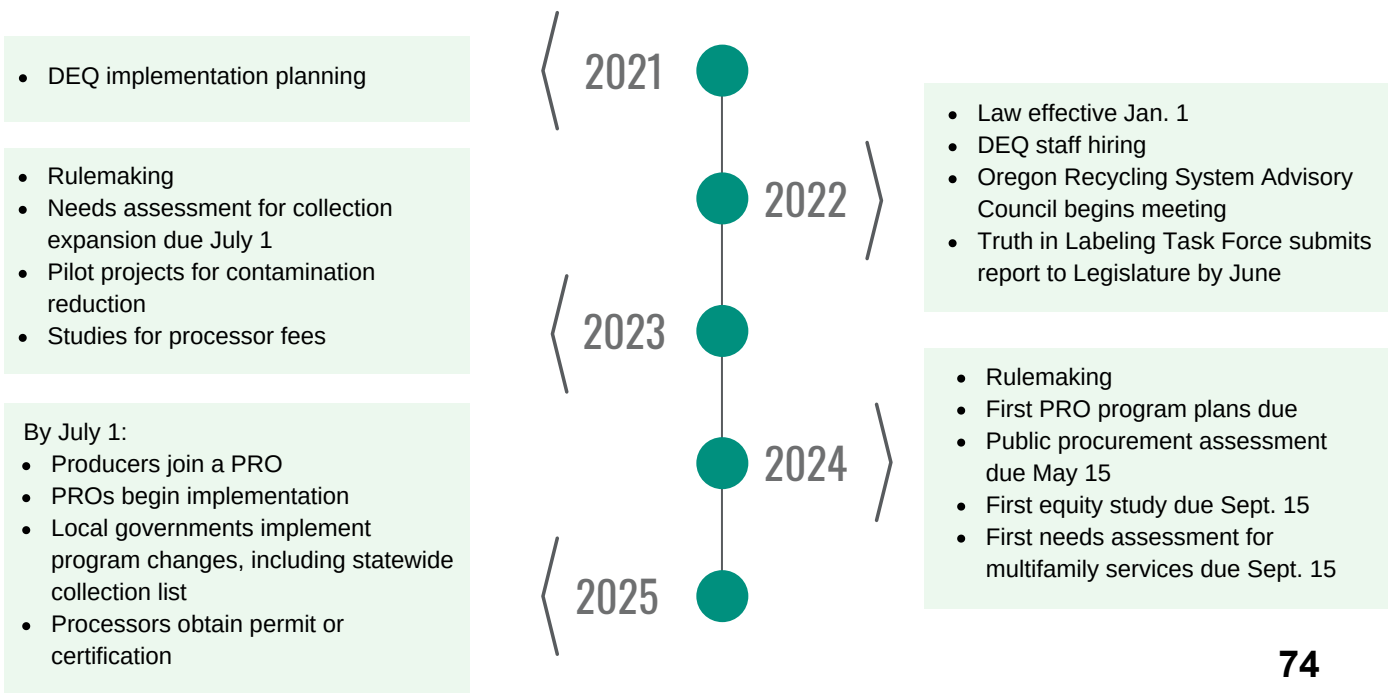 2021
• DEQ implementation planning
2022
• Law effective Jan. 1
• DEQ staff hiring
• Oregon Recycling System Advisory
Council begins meeting
• Truth in Labeling Task Force submits
report to Legislature by June
2023
• Rulemaking
• Needs assessment for collection
expansion due July 1
• Pilot projects for contamination
reduction
• Studies for processor fees
2024
• Rulemaking
• First PRO program plans due
• Public procurement assessment
due May 15
• First equity study due Sept. 15
• First needs assessment for
multifamily services due Sept. 15
2025
By July 1:
• Producers join a PRO
• PROs begin implementation
• Local governments implement
program changes, including statewide
collection list
• Processors obtain permit or
certification
74